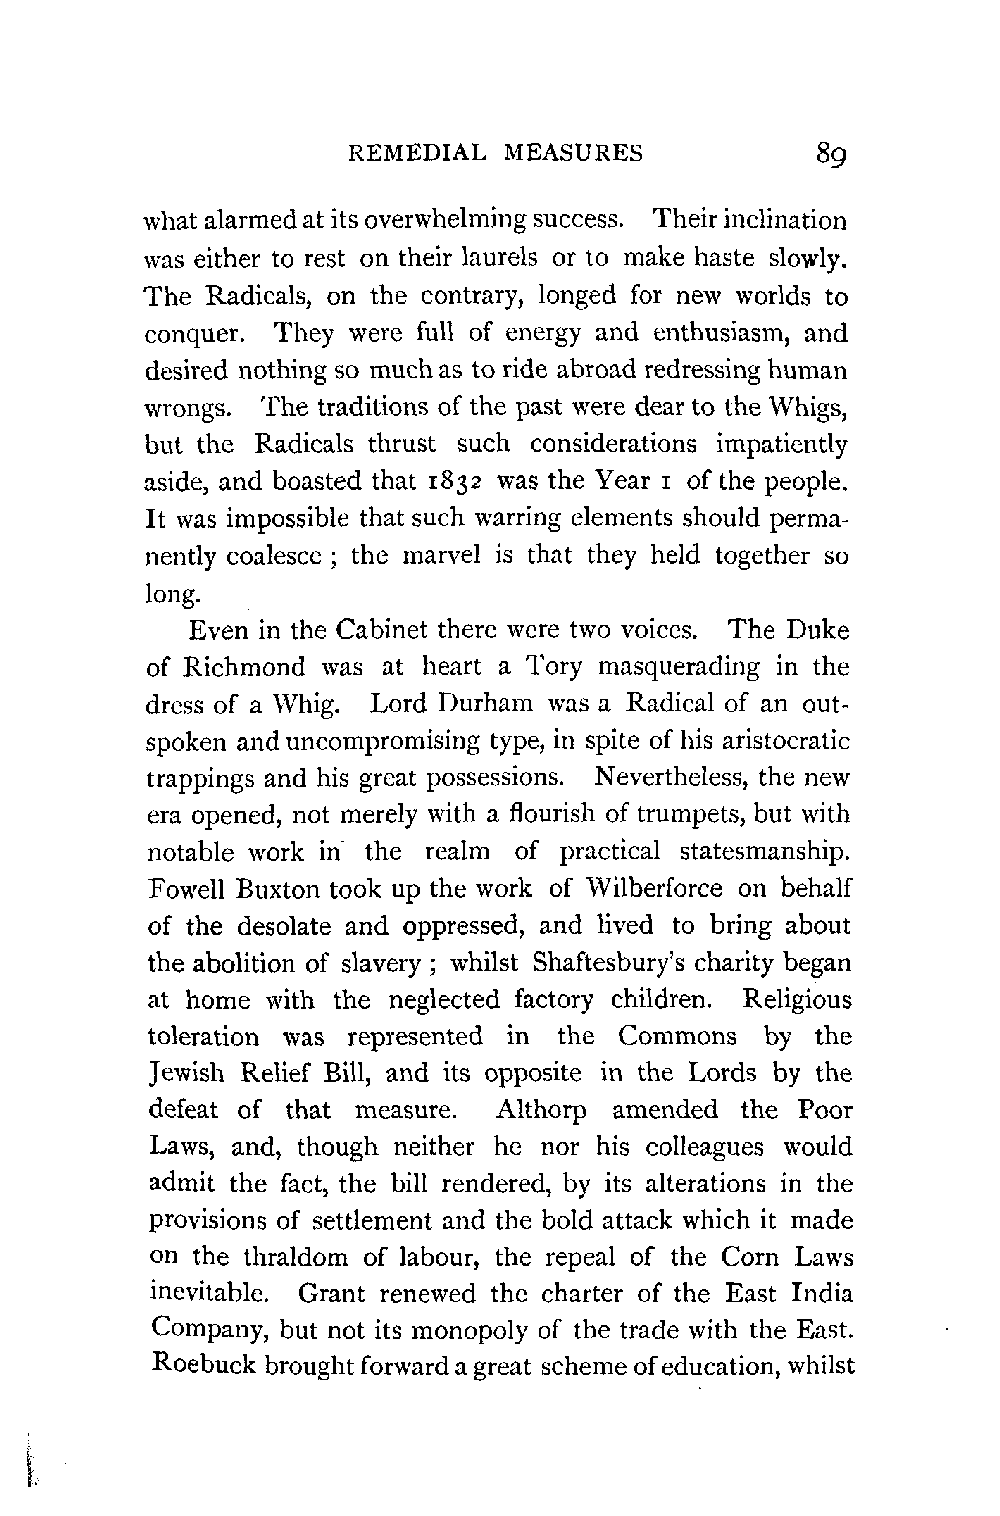 REMEDIAL MEASURES 89
what alarmed at its overwhelming success. Their inclination
was either to rest on their laurels or to make haste slowly.
The Radicals, on the contrary, longed for new worlds to
conquer. They were full of energy and enthusiasm, and
desired nothing so much as to ride abroad redressing human
wrongs. The traditions of the past were dear to the Whigs,
but the Radicals thrust such considerations impatiently
aside, and boasted that 1832 was the Year 1 of the people.
It was impossible that such warring elements should perma-
nently coalesce ; the marvel is that they held together so
long.
Even in the Cabinet there were two voices. The Duke
of Richmond was at heart a Tory masquerading in the
dress of a Whig. Lord Durham was a Radical of an out-
spoken and uncompromising type, in spite of his aristocratic
trappings and his great possessions. Nevertheless, the new
era opened, not merely with a flourish of trumpets, but with
notable work in the realm of practical statesmanship.
Fowell Buxton took up the work of Wilberforce on behalf
of the desolate and oppressed, and lived to bring about
the abolition of slavery ; whilst Shaftesbury's charity began
at home with the neglected factory children. Religious
toleration was represented in the Commons by the
Jewish Relief Bill, and its opposite in the Lords by the
defeat of that measure. Althorp amended the Poor
Laws, and, though neither he nor his colleagues would
admit the fact, the bill rendered, by its alterations in the
provisions of settlement and the bold attack which it made
on the thraldom of labour, the repeal of the Corn Laws
inevitable. Grant renewed the charter of the East India
Company, but not its monopoly of the trade with the East.
Roebuck brought forward a great scheme of education, whilst